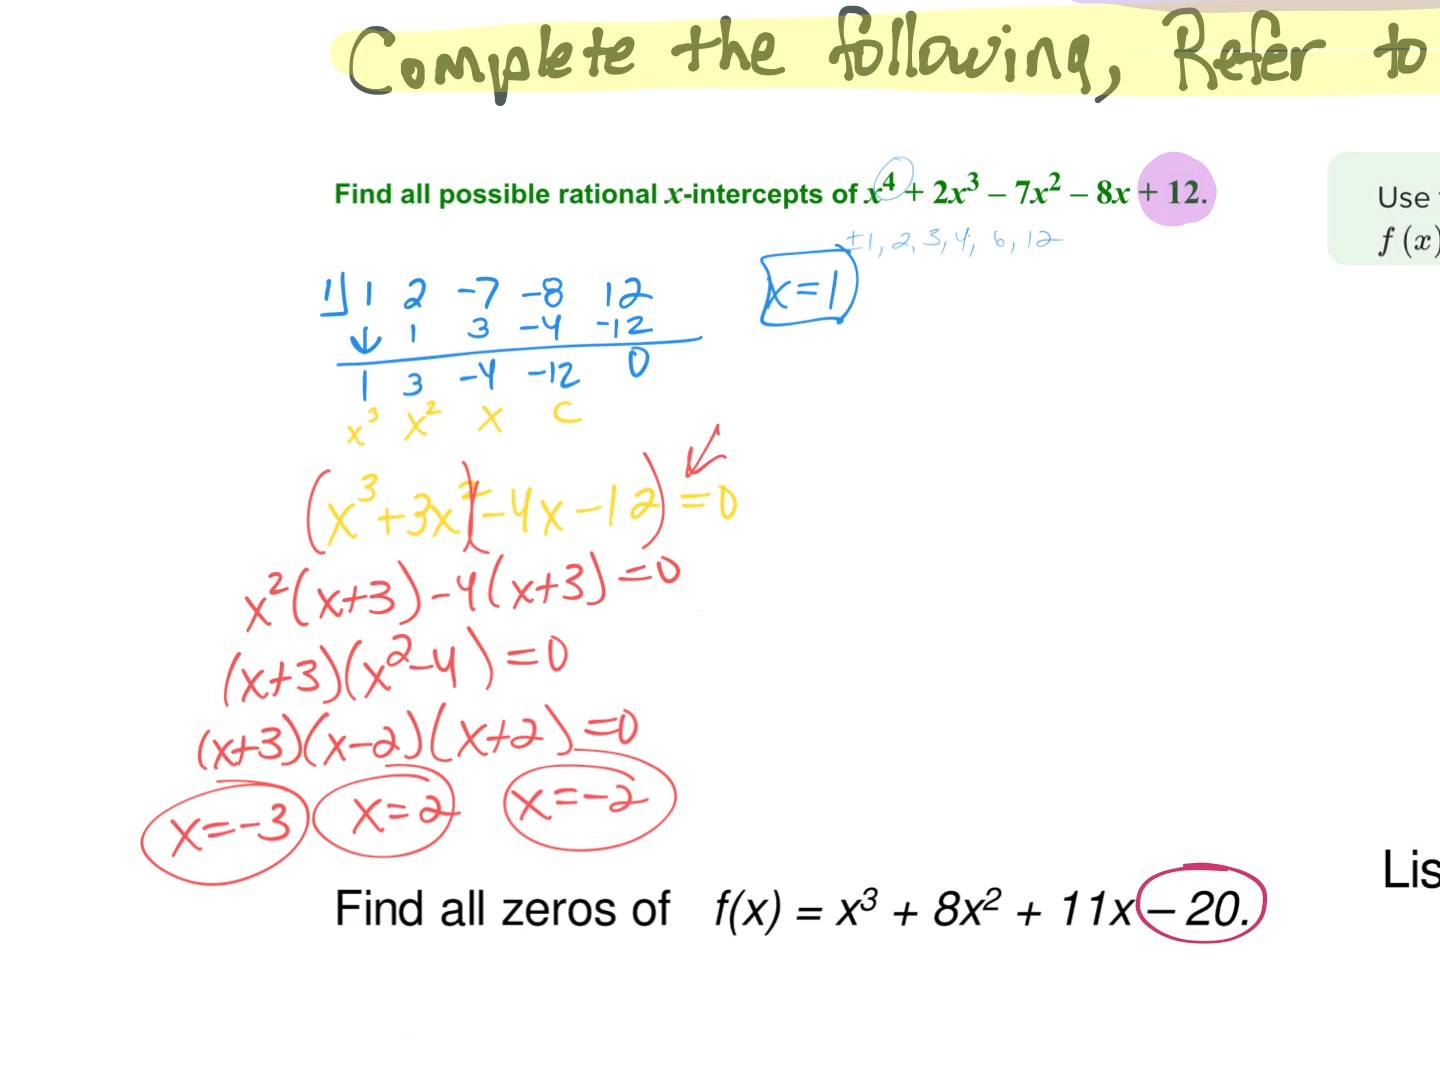 Complete the following, Refer to
Find all possible rational x-intercepts of x⁴ + 2x³ – 7x² – 8x + 12.
Use
f (x)
±1, 2, 3, 4, 6, 12
1 1 2 -7 -8 12
x=1
↓ 1 3 -4 -12
1 3 -4 -12 0
x³ x² x C
(x³+3x²)(-4x-12)=0
x²(x+3)-4(x+3)=0
(x+3)(x²-4)=0
(x+3)(x-2)(x+2)=0
x=-3 x=2 x=-2
Find all zeros of f(x) = x³ + 8x² + 11x – 20.
Lis